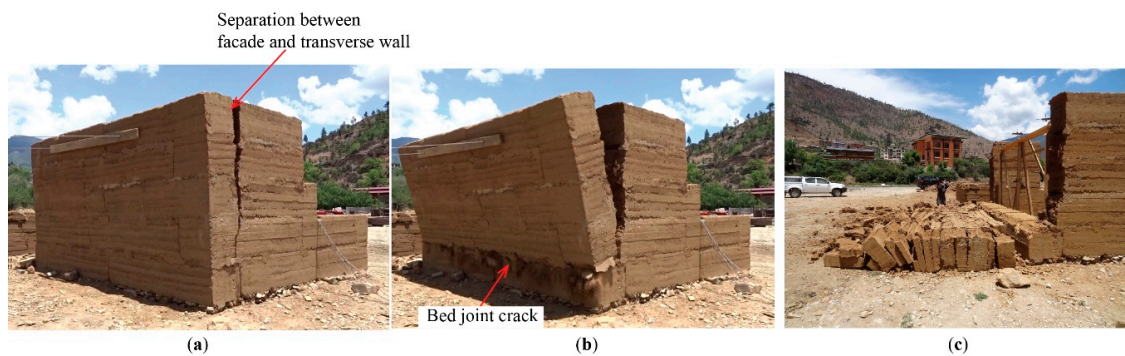 Separation between
facade and transverse wall
Bed joint crack
(a)
(b)
(c)